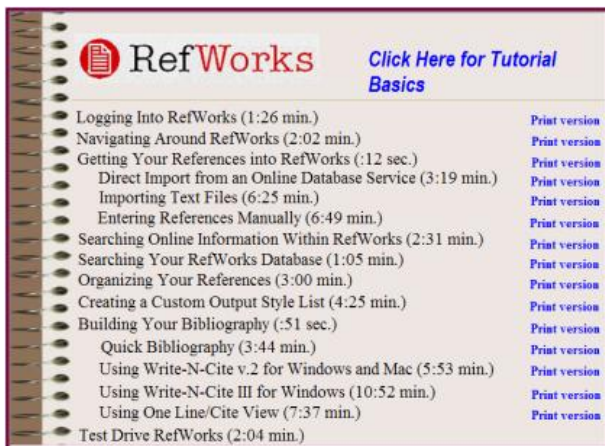 RefWorks
Click Here for Tutorial
Basics
Logging Into RefWorks (1:26 min.) Print version
Navigating Around RefWorks (2:02 min.) Print version
Getting Your References into RefWorks (:12 sec.) Print version
Direct Import from an Online Database Service (3:19 min.) Print version
Importing Text Files (6:25 min.) Print version
Entering References Manually (6:49 min.) Print version
Searching Online Information Within RefWorks (2:31 min.) Print version
Searching Your RefWorks Database (1:05 min.) Print version
Organizing Your References (3:00 min.) Print version
Creating a Custom Output Style List (4:25 min.) Print version
Building Your Bibliography (:51 sec.) Print version
Quick Bibliography (3:44 min.) Print version
Using Write-N-Cite v.2 for Windows and Mac (5:53 min.) Print version
Using Write-N-Cite III for Windows (10:52 min.) Print version
Using One Line/Cite View (7:37 min.) Print version
Test Drive RefWorks (2:04 min.)